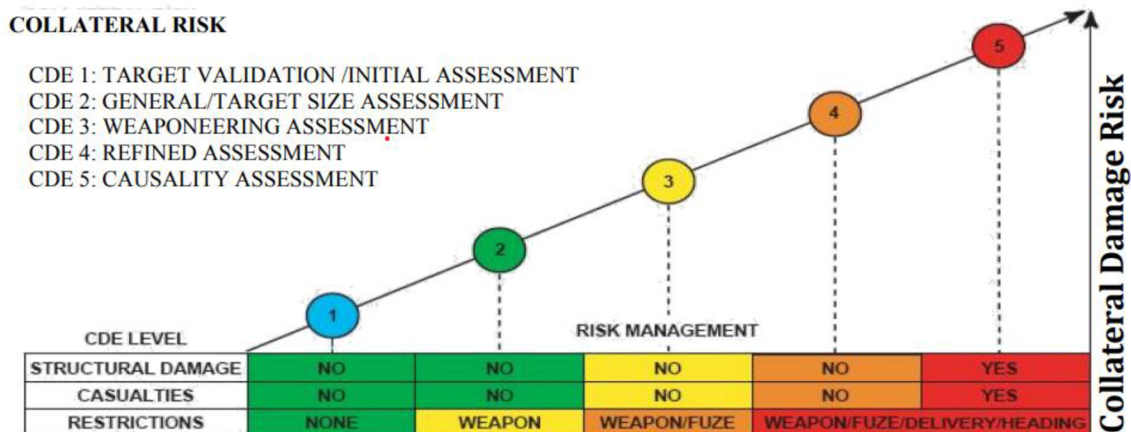 COLLATERAL RISK
CDE 1: TARGET VALIDATION /INITIAL ASSESSMENT
CDE 2: GENERAL/TARGET SIZE ASSESSMENT
CDE 3: WEAPONEERING ASSESSMENT
CDE 4: REFINED ASSESSMENT
CDE 5: CAUSALITY ASSESSMENT
5
4
3
2
1
Collateral Damage Risk
CDE LEVEL
RISK MANAGEMENT
STRUCTURAL DAMAGE NO NO NO NO YES
CASUALTIES NO NO NO NO YES
RESTRICTIONS NONE WEAPON WEAPON/FUZE WEAPON/FUZE/DELIVERY/HEADING